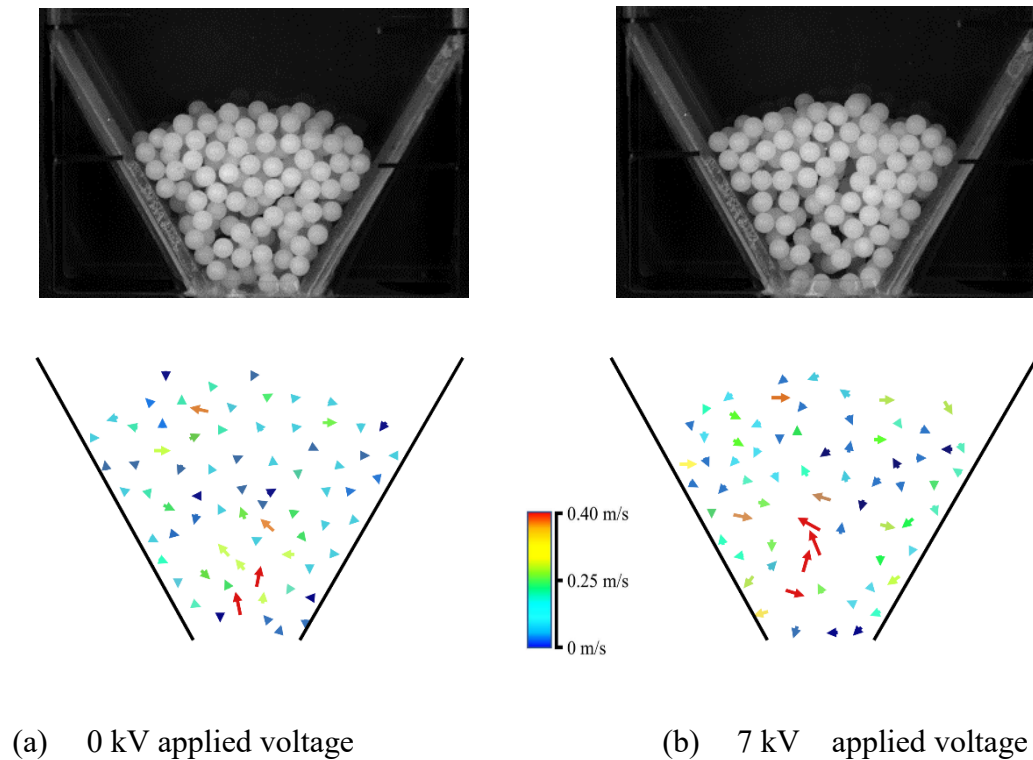 0.40 m/s
0.25 m/s
0 m/s
(a) 0 kV applied voltage
(b) 7 kV applied voltage